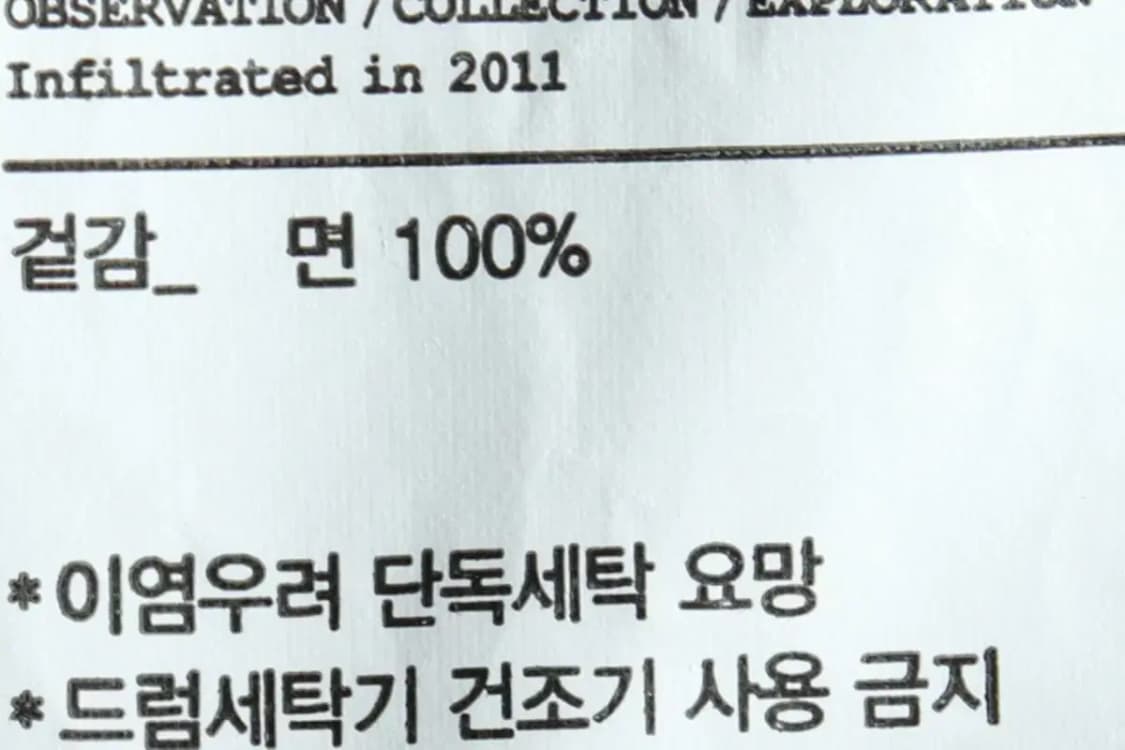 OBSERVATION / COLLECTION / EXPLORATION
Infiltrated in 2011
겉감_ 면 100%
* 이염우려 단독세탁 요망
* 드럼세탁기 건조기 사용 금지